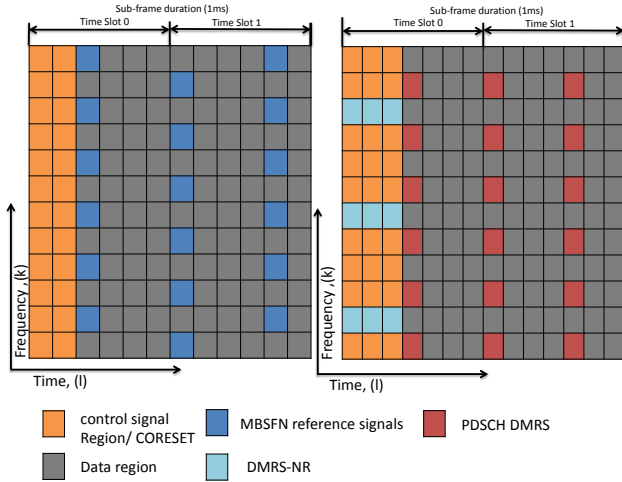 Sub-frame duration (1ms)
Time Slot 0
Time Slot 1
Frequency ,(k)
Time, (l)
Sub-frame duration (1ms)
Time Slot 0
Time Slot 1
Frequency ,(k)
Time, (l)
control signal
Region/ CORESET
MBSFN reference signals
PDSCH DMRS
Data region
DMRS-NR